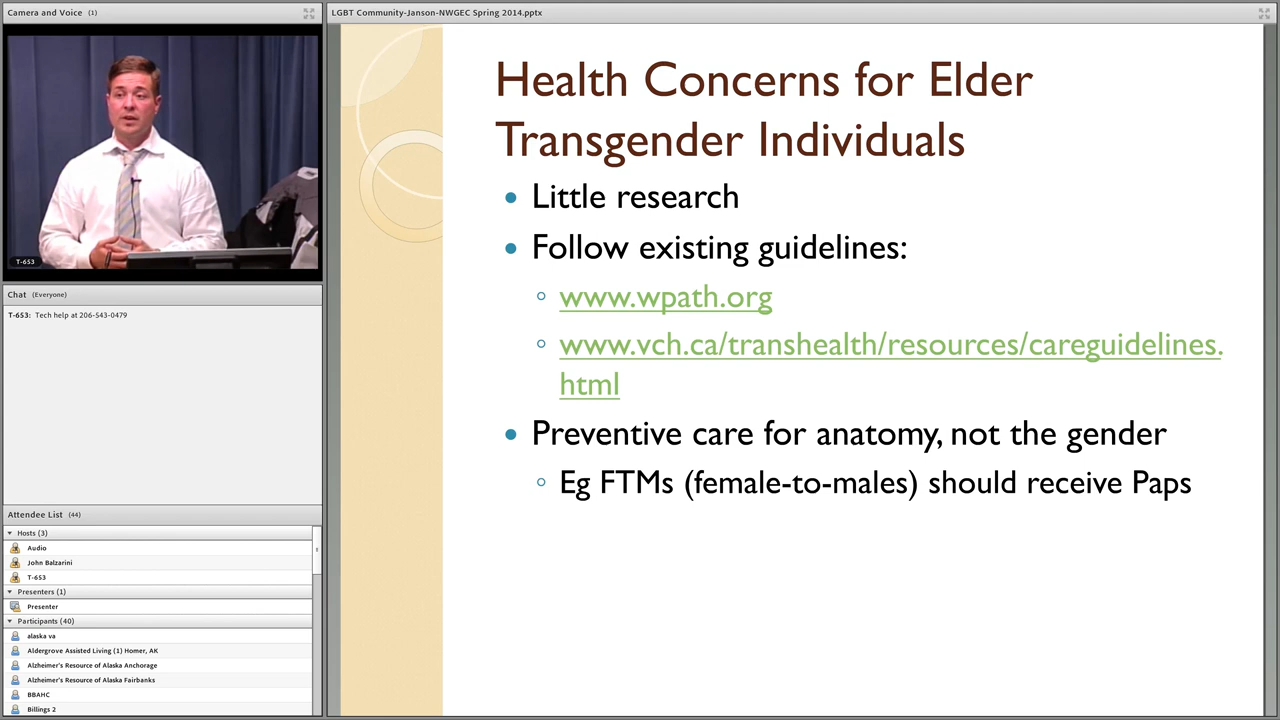 Camera and Voice (1)
T-653
Chat (Everyone)
T-653: Tech help at 206-543-0479
Attendee List (44)
Hosts (3)
Audio
John Balzarini
T-653
Presenters (1)
Presenter
Participants (40)
alaska va
Aldergrove Assisted Living (1) Homer, AK
Alzheimer's Resource of Alaska Anchorage
Alzheimer's Resource of Alaska Fairbanks
BBAHC
Billings 2
LGBT Community-Janson-NWGEC Spring 2014.pptx
Health Concerns for Elder
Transgender Individuals
Little research
Follow existing guidelines:
www.wpath.org
www.vch.ca/transhealth/resources/careguidelines.
html
Preventive care for anatomy, not the gender
Eg FTMs (female-to-males) should receive Paps